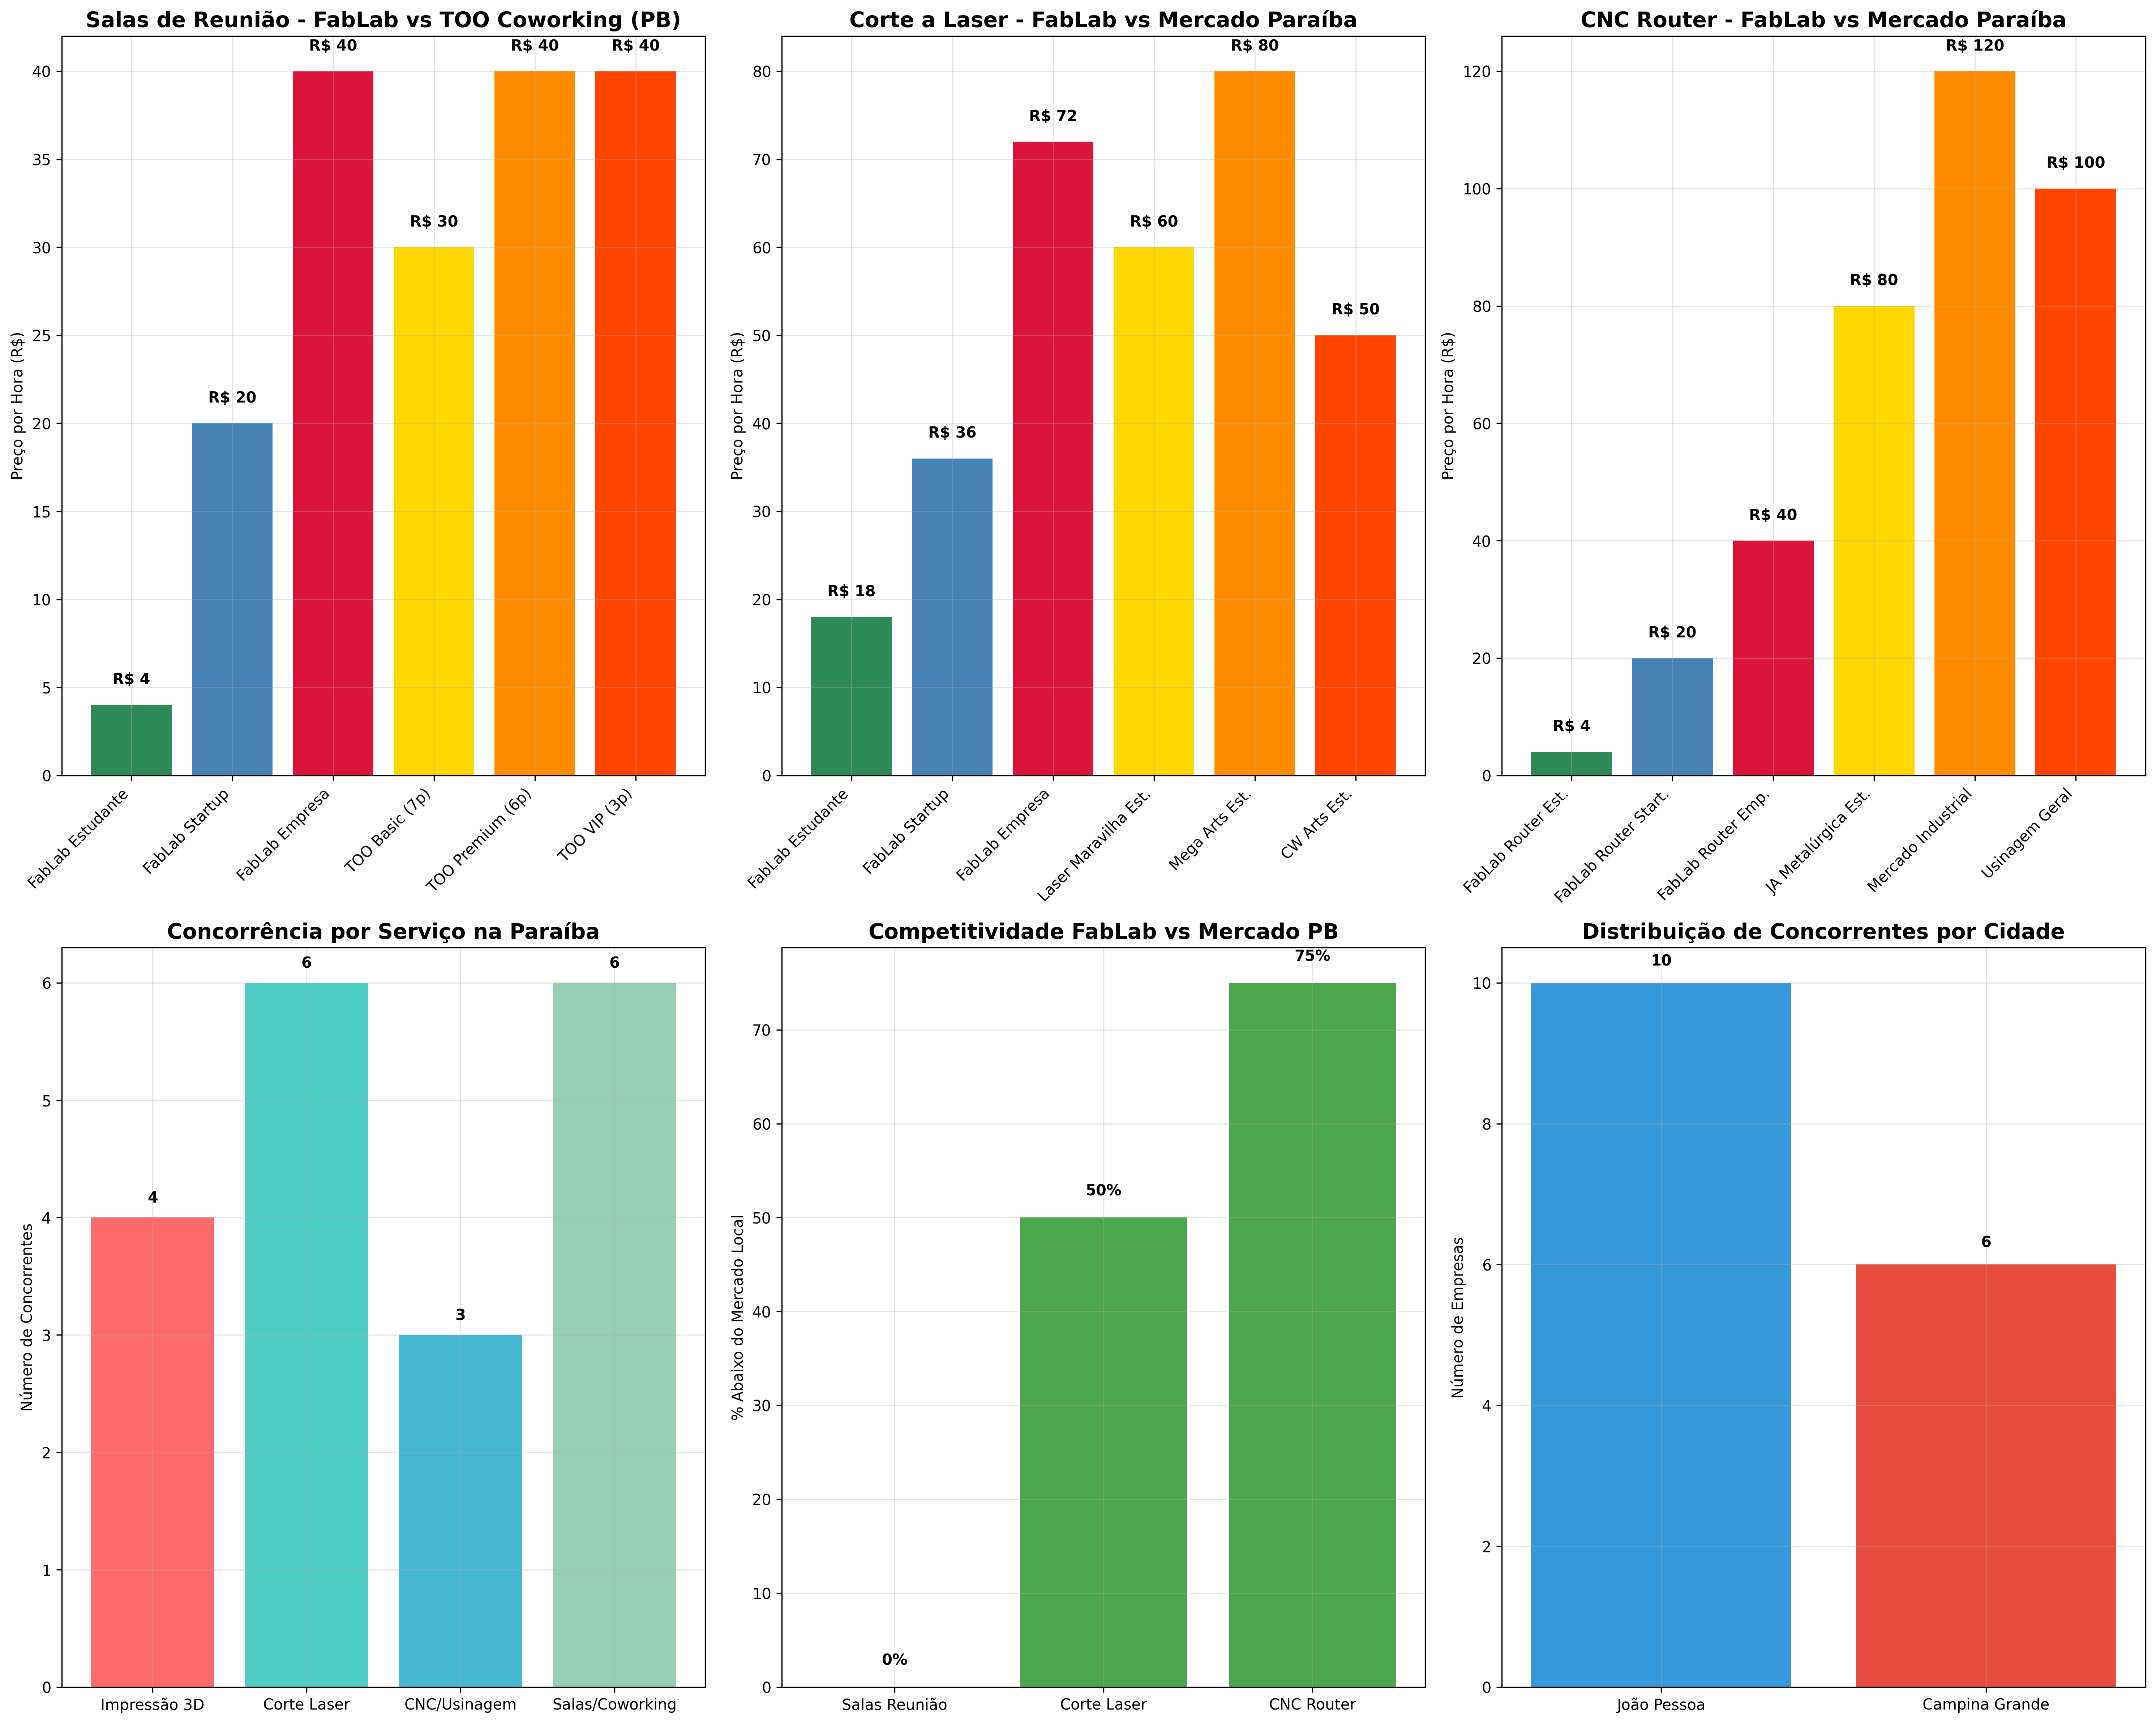 Salas de Reunião - FabLab vs TOO Coworking (PB)
Preço por Hora (R$)
40
35
30
25
20
15
10
5
0
R$ 4
R$ 20
R$ 40
R$ 30
R$ 40
R$ 40
FabLab Estudante
FabLab Startup
FabLab Empresa
TOO Basic (7p)
TOO Premium (6p)
TOO VIP (3p)
Corte a Laser - FabLab vs Mercado Paraíba
Preço por Hora (R$)
80
70
60
50
40
30
20
10
0
R$ 18
R$ 36
R$ 72
R$ 60
R$ 80
R$ 50
FabLab Estudante
FabLab Startup
FabLab Empresa
Laser Maravilha Est.
Mega Arts Est.
CW Arts Est.
CNC Router - FabLab vs Mercado Paraíba
Preço por Hora (R$)
120
100
80
60
40
20
0
R$ 4
R$ 20
R$ 40
R$ 80
R$ 120
R$ 100
FabLab Router Est.
FabLab Router Start.
FabLab Router Emp.
JA Metalúrgica Est.
Mercado Industrial
Usinagem Geral
Concorrência por Serviço na Paraíba
Número de Concorrentes
6
5
4
3
2
1
0
4
6
3
6
Impressão 3D
Corte Laser
CNC/Usinagem
Salas/Coworking
Competitividade FabLab vs Mercado PB
% Abaixo do Mercado Local
70
60
50
40
30
20
10
0
0%
50%
75%
Salas Reunião
Corte Laser
CNC Router
Distribuição de Concorrentes por Cidade
Número de Empresas
10
8
6
4
2
0
10
6
João Pessoa
Campina Grande